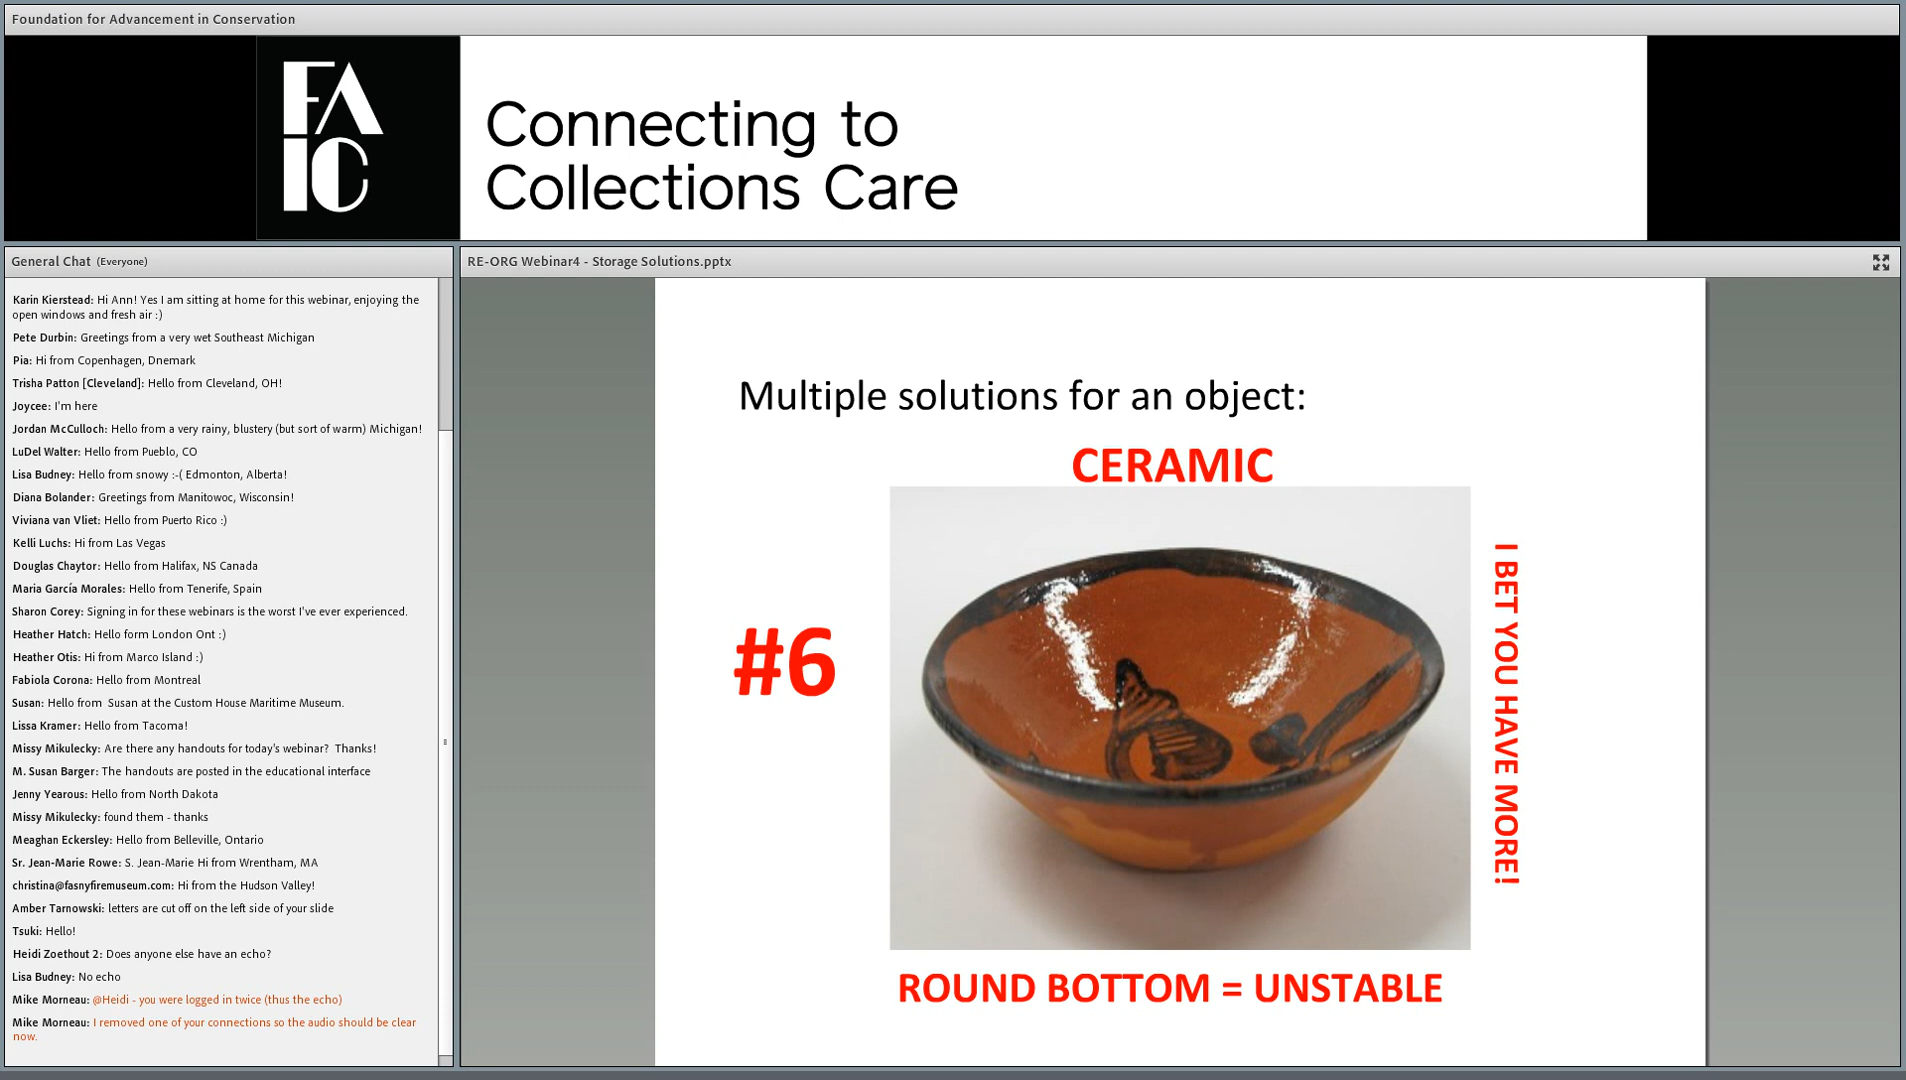 Foundation for Advancement in Conservation
FA
IC
Connecting to
Collections Care
General Chat (Everyone)
Karin Kierstead: Hi Ann! Yes I am sitting at home for this webinar, enjoying the
open windows and fresh air :)
Pete Durbin: Greetings from a very wet Southeast Michigan
Pia: Hi from Copenhagen, Dnemark
Trisha Patton [Cleveland]: Hello from Cleveland, OH!
Joycee: I'm here
Jordan McCulloch: Hello from a very rainy, blustery (but sort of warm) Michigan!
LuDel Walter: Hello from Pueblo, CO
Lisa Budney: Hello from snowy :-( Edmonton, Alberta!
Diana Bolander: Greetings from Manitowoc, Wisconsin!
Viviana van Vliet: Hello from Puerto Rico :)
Kelli Luchs: Hi from Las Vegas
Douglas Chaytor: Hello from Halifax, NS Canada
Maria García Morales: Hello from Tenerife, Spain
Sharon Corey: Signing in for these webinars is the worst I've ever experienced.
Heather Hatch: Hello form London Ont :)
Heather Otis: Hi from Marco Island :)
Fabiola Corona: Hello from Montreal
Susan: Hello from  Susan at the Custom House Maritime Museum.
Lissa Kramer: Hello from Tacoma!
Missy Mikulecky: Are there any handouts for today's webinar?  Thanks!
M. Susan Barger: The handouts are posted in the educational interface
Jenny Yearous: Hello from North Dakota
Missy Mikulecky: found them - thanks
Meaghan Eckersley: Hello from Belleville, Ontario
Sr. Jean-Marie Rowe: S. Jean-Marie Hi from Wrentham, MA
christina@fasnyfiremuseum.com: Hi from the Hudson Valley!
Amber Tarnowski: letters are cut off on the left side of your slide
Tsuki: Hello!
Heidi Zoethout 2: Does anyone else have an echo?
Lisa Budney: No echo
Mike Morneau: @Heidi - you were logged in twice (thus the echo)
Mike Morneau: I removed one of your connections so the audio should be clear
now.
RE-ORG Webinar4 - Storage Solutions.pptx
Multiple solutions for an object:
CERAMIC
#6
I BET YOU HAVE MORE!
ROUND BOTTOM = UNSTABLE